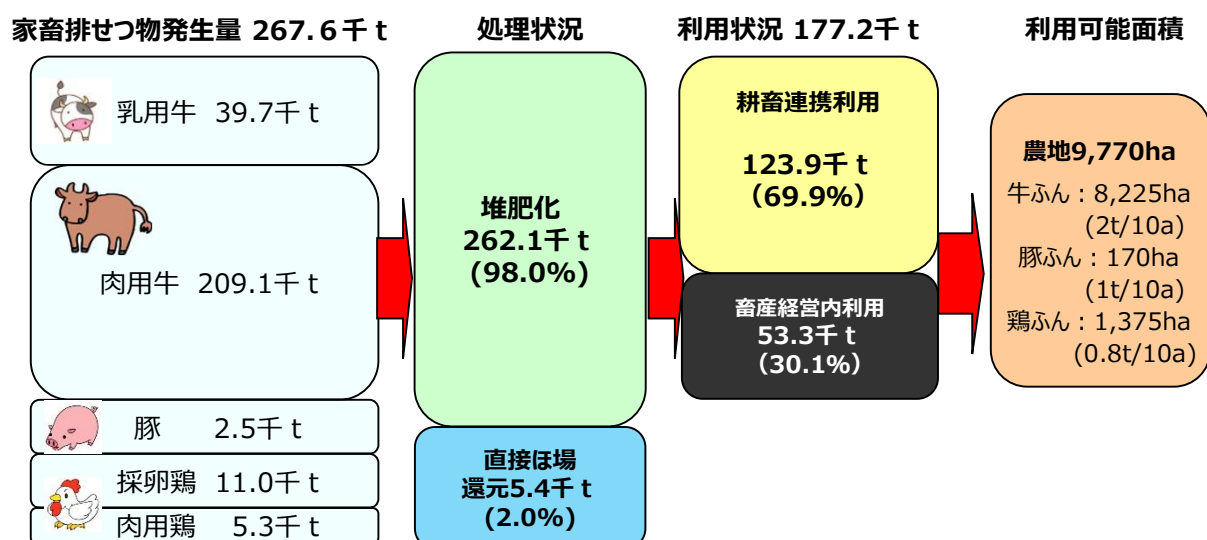 家畜排せつ物発生量 267.6千ｔ
乳用牛 39.7千ｔ
肉用牛 209.1千ｔ
豚 2.5千ｔ
採卵鶏 11.0千ｔ
肉用鶏 5.3千ｔ
処理状況
堆肥化
262.1千ｔ
(98.0%)
直接ほ場
還元5.4千ｔ
(2.0%)
利用状況 177.2千ｔ
耕畜連携利用
123.9千ｔ
(69.9%)
畜産経営内利用
53.3千ｔ
(30.1%)
利用可能面積
農地9,770ha
牛ふん：8,225ha
(2t/10a)
豚ふん：170ha
(1t/10a)
鶏ふん：1,375ha
(0.8t/10a)